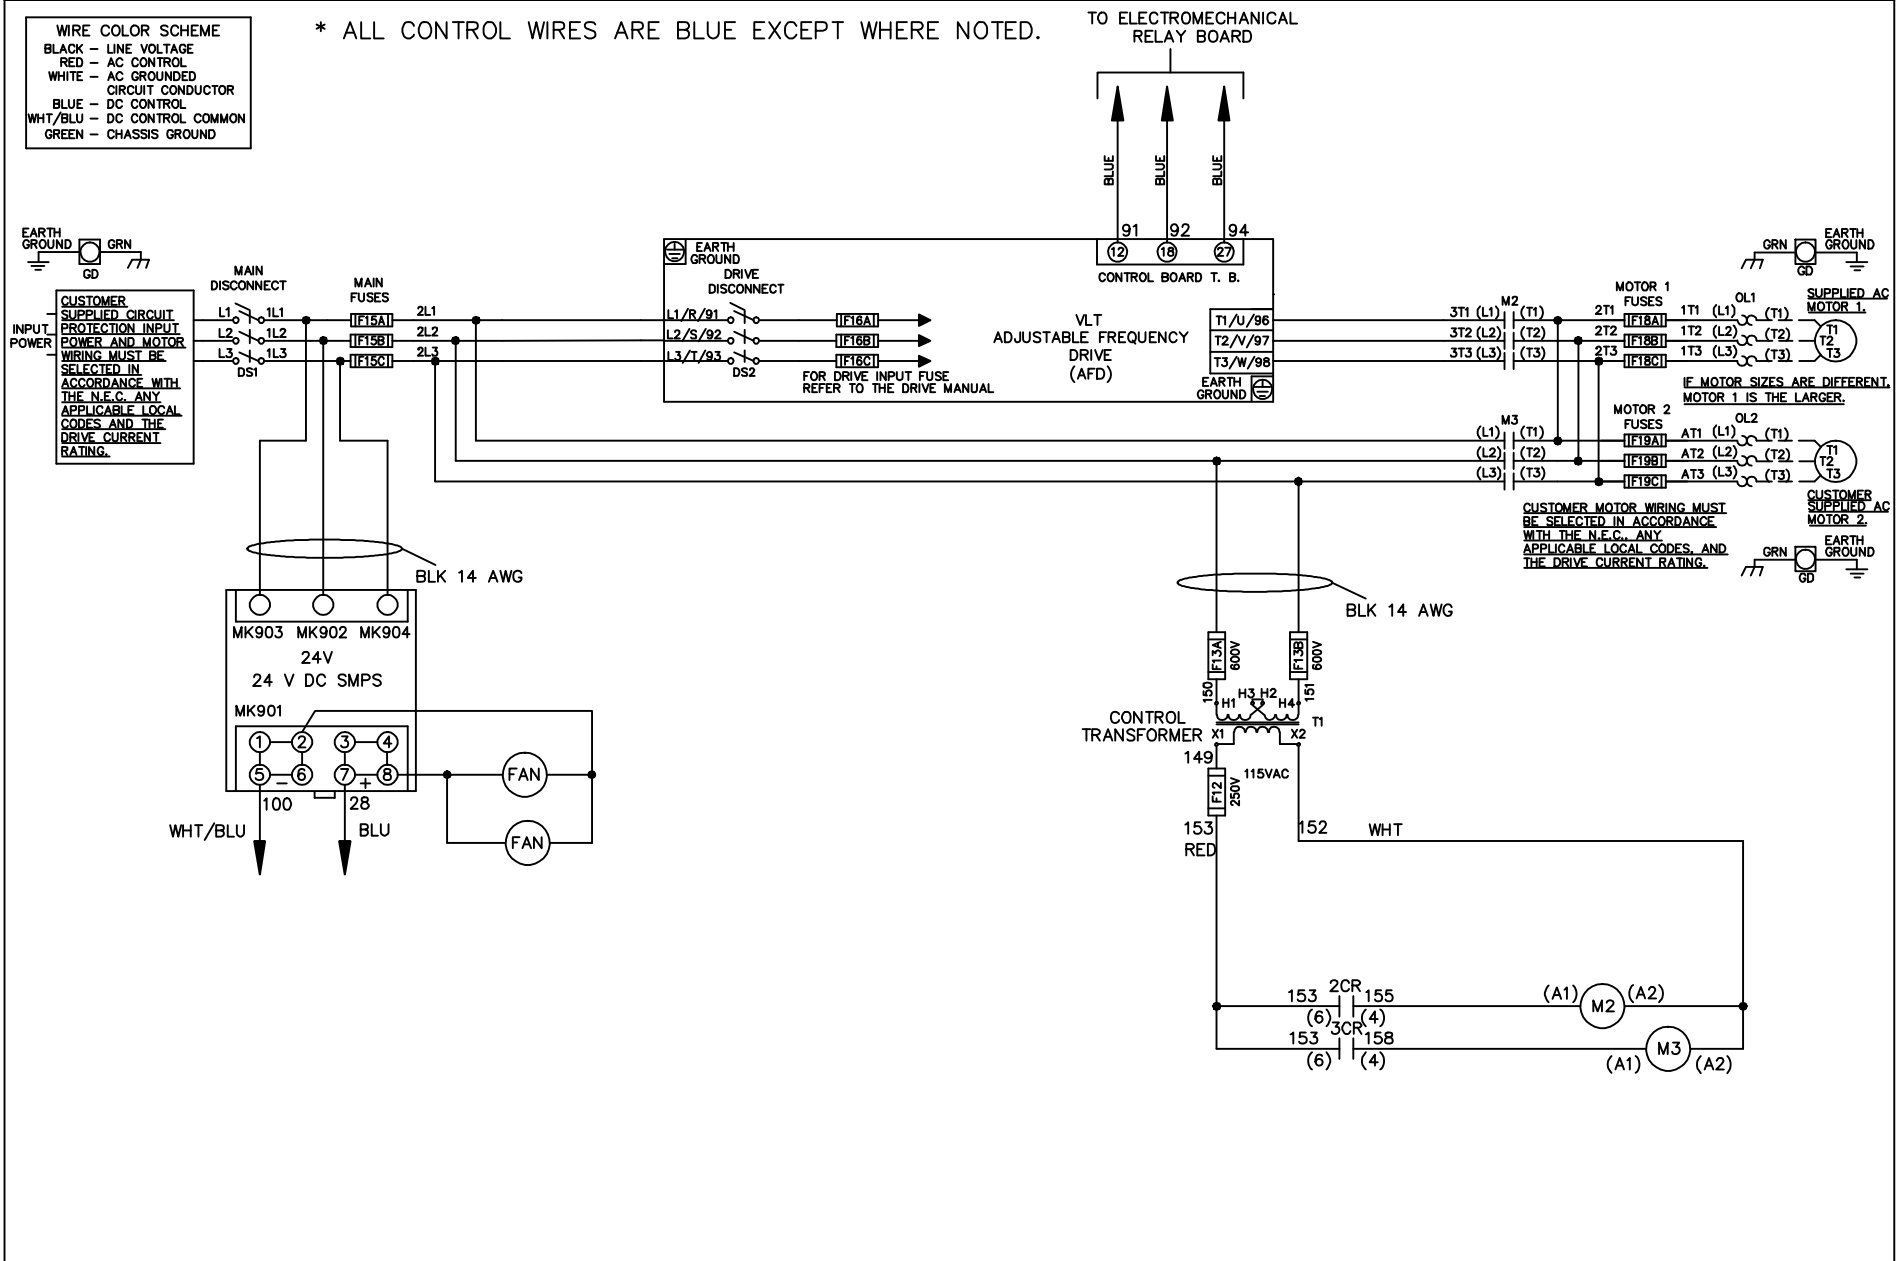 WIRE COLOR SCHEME
BLACK – LINE VOLTAGE
RED – AC CONTROL
WHITE – AC GROUNDED
CIRCUIT CONDUCTOR
BLUE – DC CONTROL
WHT/BLU – DC CONTROL COMMON
GREEN – CHASSIS GROUND
* ALL CONTROL WIRES ARE BLUE EXCEPT WHERE NOTED.
TO ELECTROMECHANICAL
RELAY BOARD
BLUE
BLUE
BLUE
91 92 94
12 18 27
CONTROL BOARD T. B.
EARTH
GROUND
GRN
GD
INPUT
POWER
CUSTOMER
SUPPLIED CIRCUIT
PROTECTION INPUT
POWER AND MOTOR
WIRING MUST BE
SELECTED IN
ACCORDANCE WITH
THE N.E.C. ANY
APPLICABLE LOCAL
CODES AND THE
DRIVE CURRENT
RATING.
MAIN
DISCONNECT
L1 1L1
L2 1L2
L3 1L3
DS1
MAIN
FUSES
F15A
F15B
F15C
2L1
2L2
2L3
EARTH
GROUND
DRIVE
DISCONNECT
L1/R/91
L2/S/92
L3/T/93
DS2
F16A
F16B
F16C
FOR DRIVE INPUT FUSE
REFER TO THE DRIVE MANUAL
VLT
ADJUSTABLE FREQUENCY
DRIVE
(AFD)
T1/U/96
T2/V/97
T3/W/98
EARTH
GROUND
M2
3T1 (L1) (T1)
3T2 (L2) (T2)
3T3 (L3) (T3)
MOTOR 1
FUSES
2T1 F18A 1T1 (L1)
2T2 F18B 1T2 (L2)
2T3 F18C 1T3 (L3)
OL1
(T1)
(T2)
(T3)
GRN
GD
EARTH
GROUND
SUPPLIED AC
MOTOR 1.
T1
T2
T3
IF MOTOR SIZES ARE DIFFERENT,
MOTOR 1 IS THE LARGER.
M3
(L1) (T1)
(L2) (T2)
(L3) (T3)
MOTOR 2
FUSES
F19A AT1 (L1)
F19B AT2 (L2)
F19C AT3 (L3)
OL2
(T1)
(T2)
(T3)
T1
T2
T3
CUSTOMER
SUPPLIED AC
MOTOR 2.
CUSTOMER MOTOR WIRING MUST
BE SELECTED IN ACCORDANCE
WITH THE N.E.C., ANY
APPLICABLE LOCAL CODES, AND
THE DRIVE CURRENT RATING.
GRN
GD
EARTH
GROUND
BLK 14 AWG
MK903 MK902 MK904
24V
24 V DC SMPS
MK901
1 2 3 4
5 – 6 7 + 8
100 28
WHT/BLU BLU
FAN
FAN
BLK 14 AWG
F13A
600V
F13B
600V
150
151
H1 H3 H2 H4
T1
CONTROL
TRANSFORMER
X1 X2
149
115VAC
F12
250V
153
RED
152 WHT
2CR
153 155
(6) (4)
(A1) M2 (A2)
3CR
153 158
(6) (4)
(A1) M3 (A2)